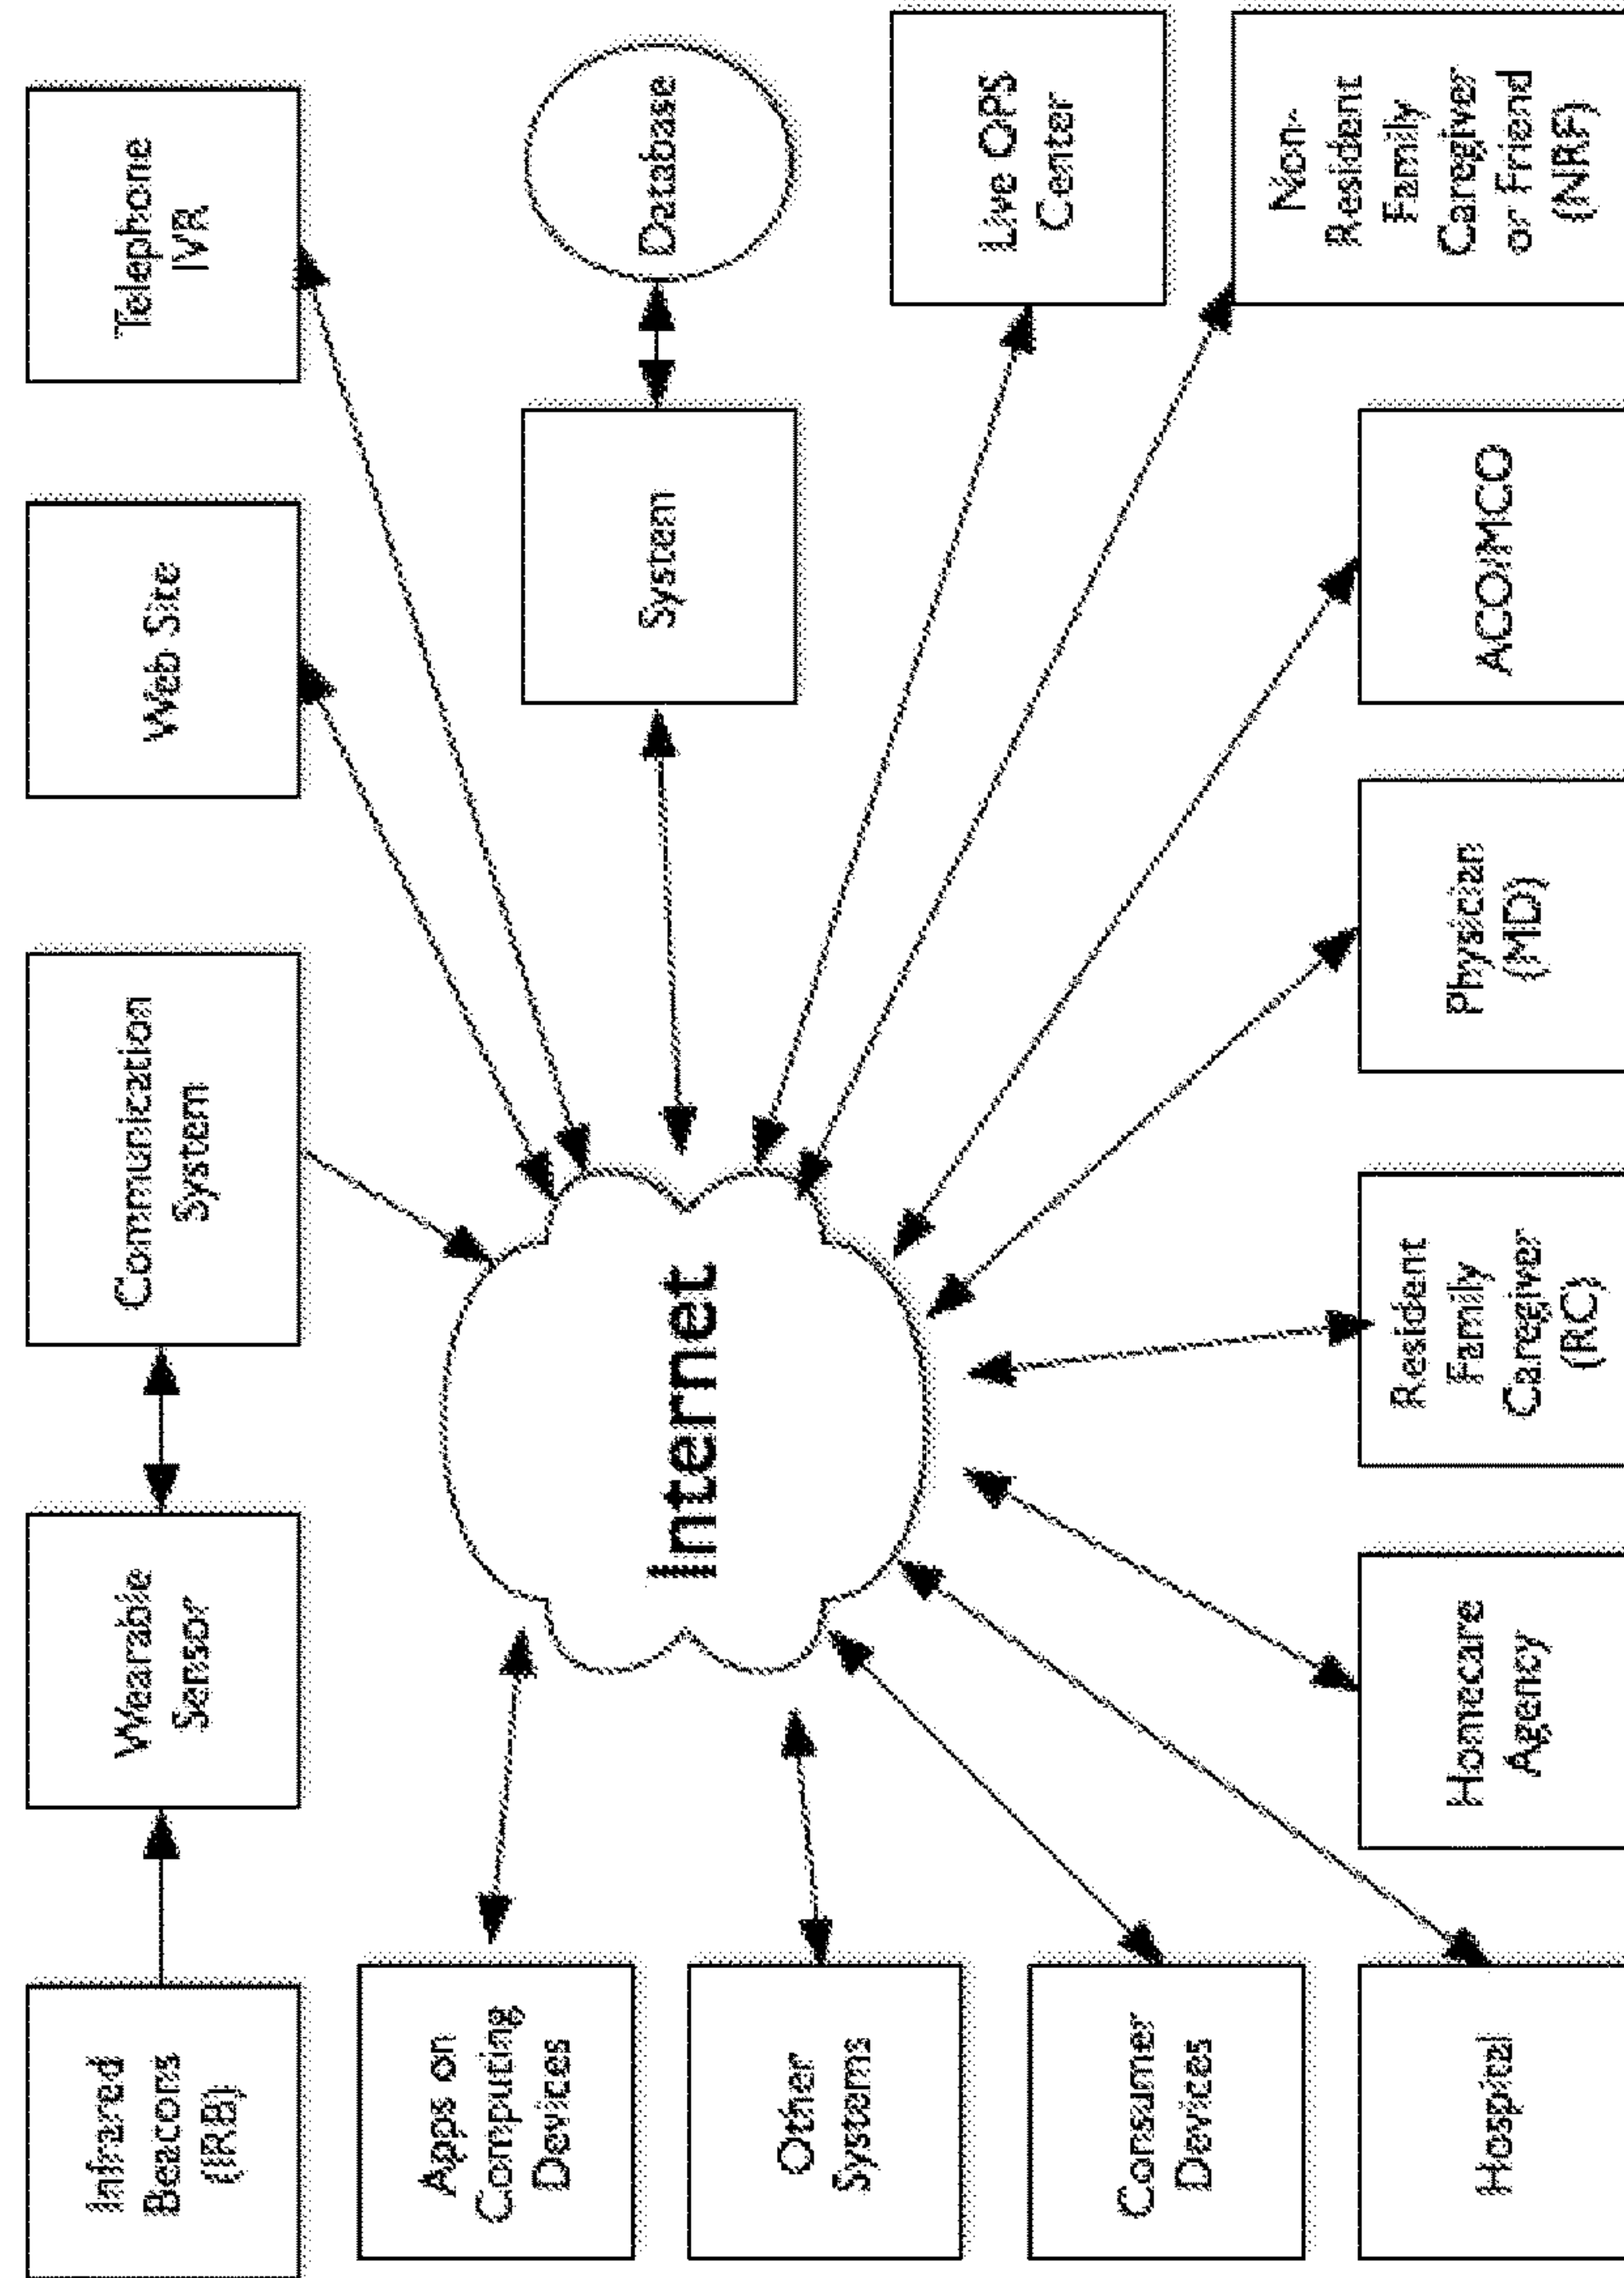 Infrared
Beacons
(IRB)
Wearable
Sensor
Communication
System
Web Site
Telephone
IVR
Apps on
Computing
Devices
Internet
System
Database
Other
Systems
Live OPS
Center
Consumer
Devices
Non-
Resident
Family
Caregiver
or Friend
(NRF)
Hospital
Homecare
Agency
Resident
Family
Caregiver
(RC)
Physician
(MD)
ACO/MCO